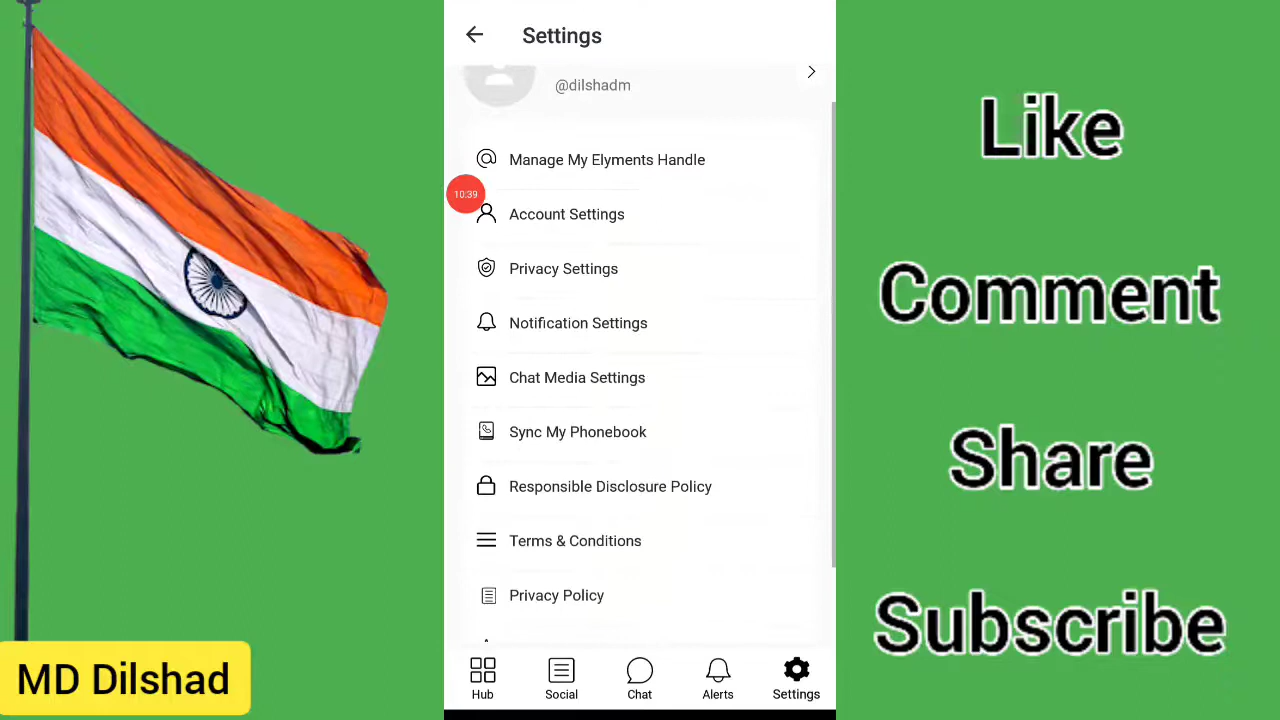 Settings
@dilshadm
Manage My Elyments Handle
10:39
Account Settings
Privacy Settings
Notification Settings
Chat Media Settings
Sync My Phonebook
Responsible Disclosure Policy
Terms & Conditions
Privacy Policy
Hub
Social
Chat
Alerts
Settings
MD Dilshad
Like
Comment
Share
Subscribe